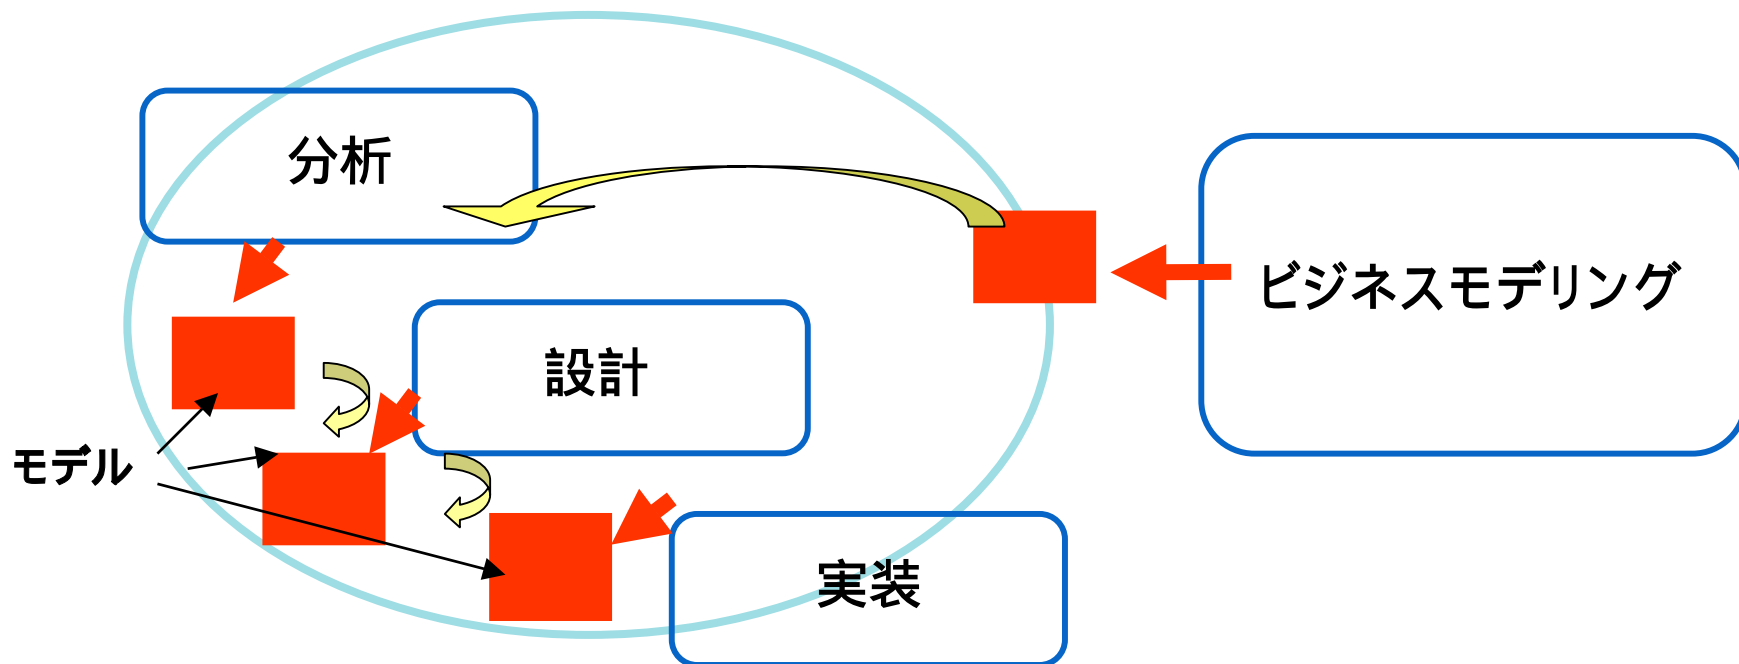 分析
ビジネスモデリング
設計
モデル
実装